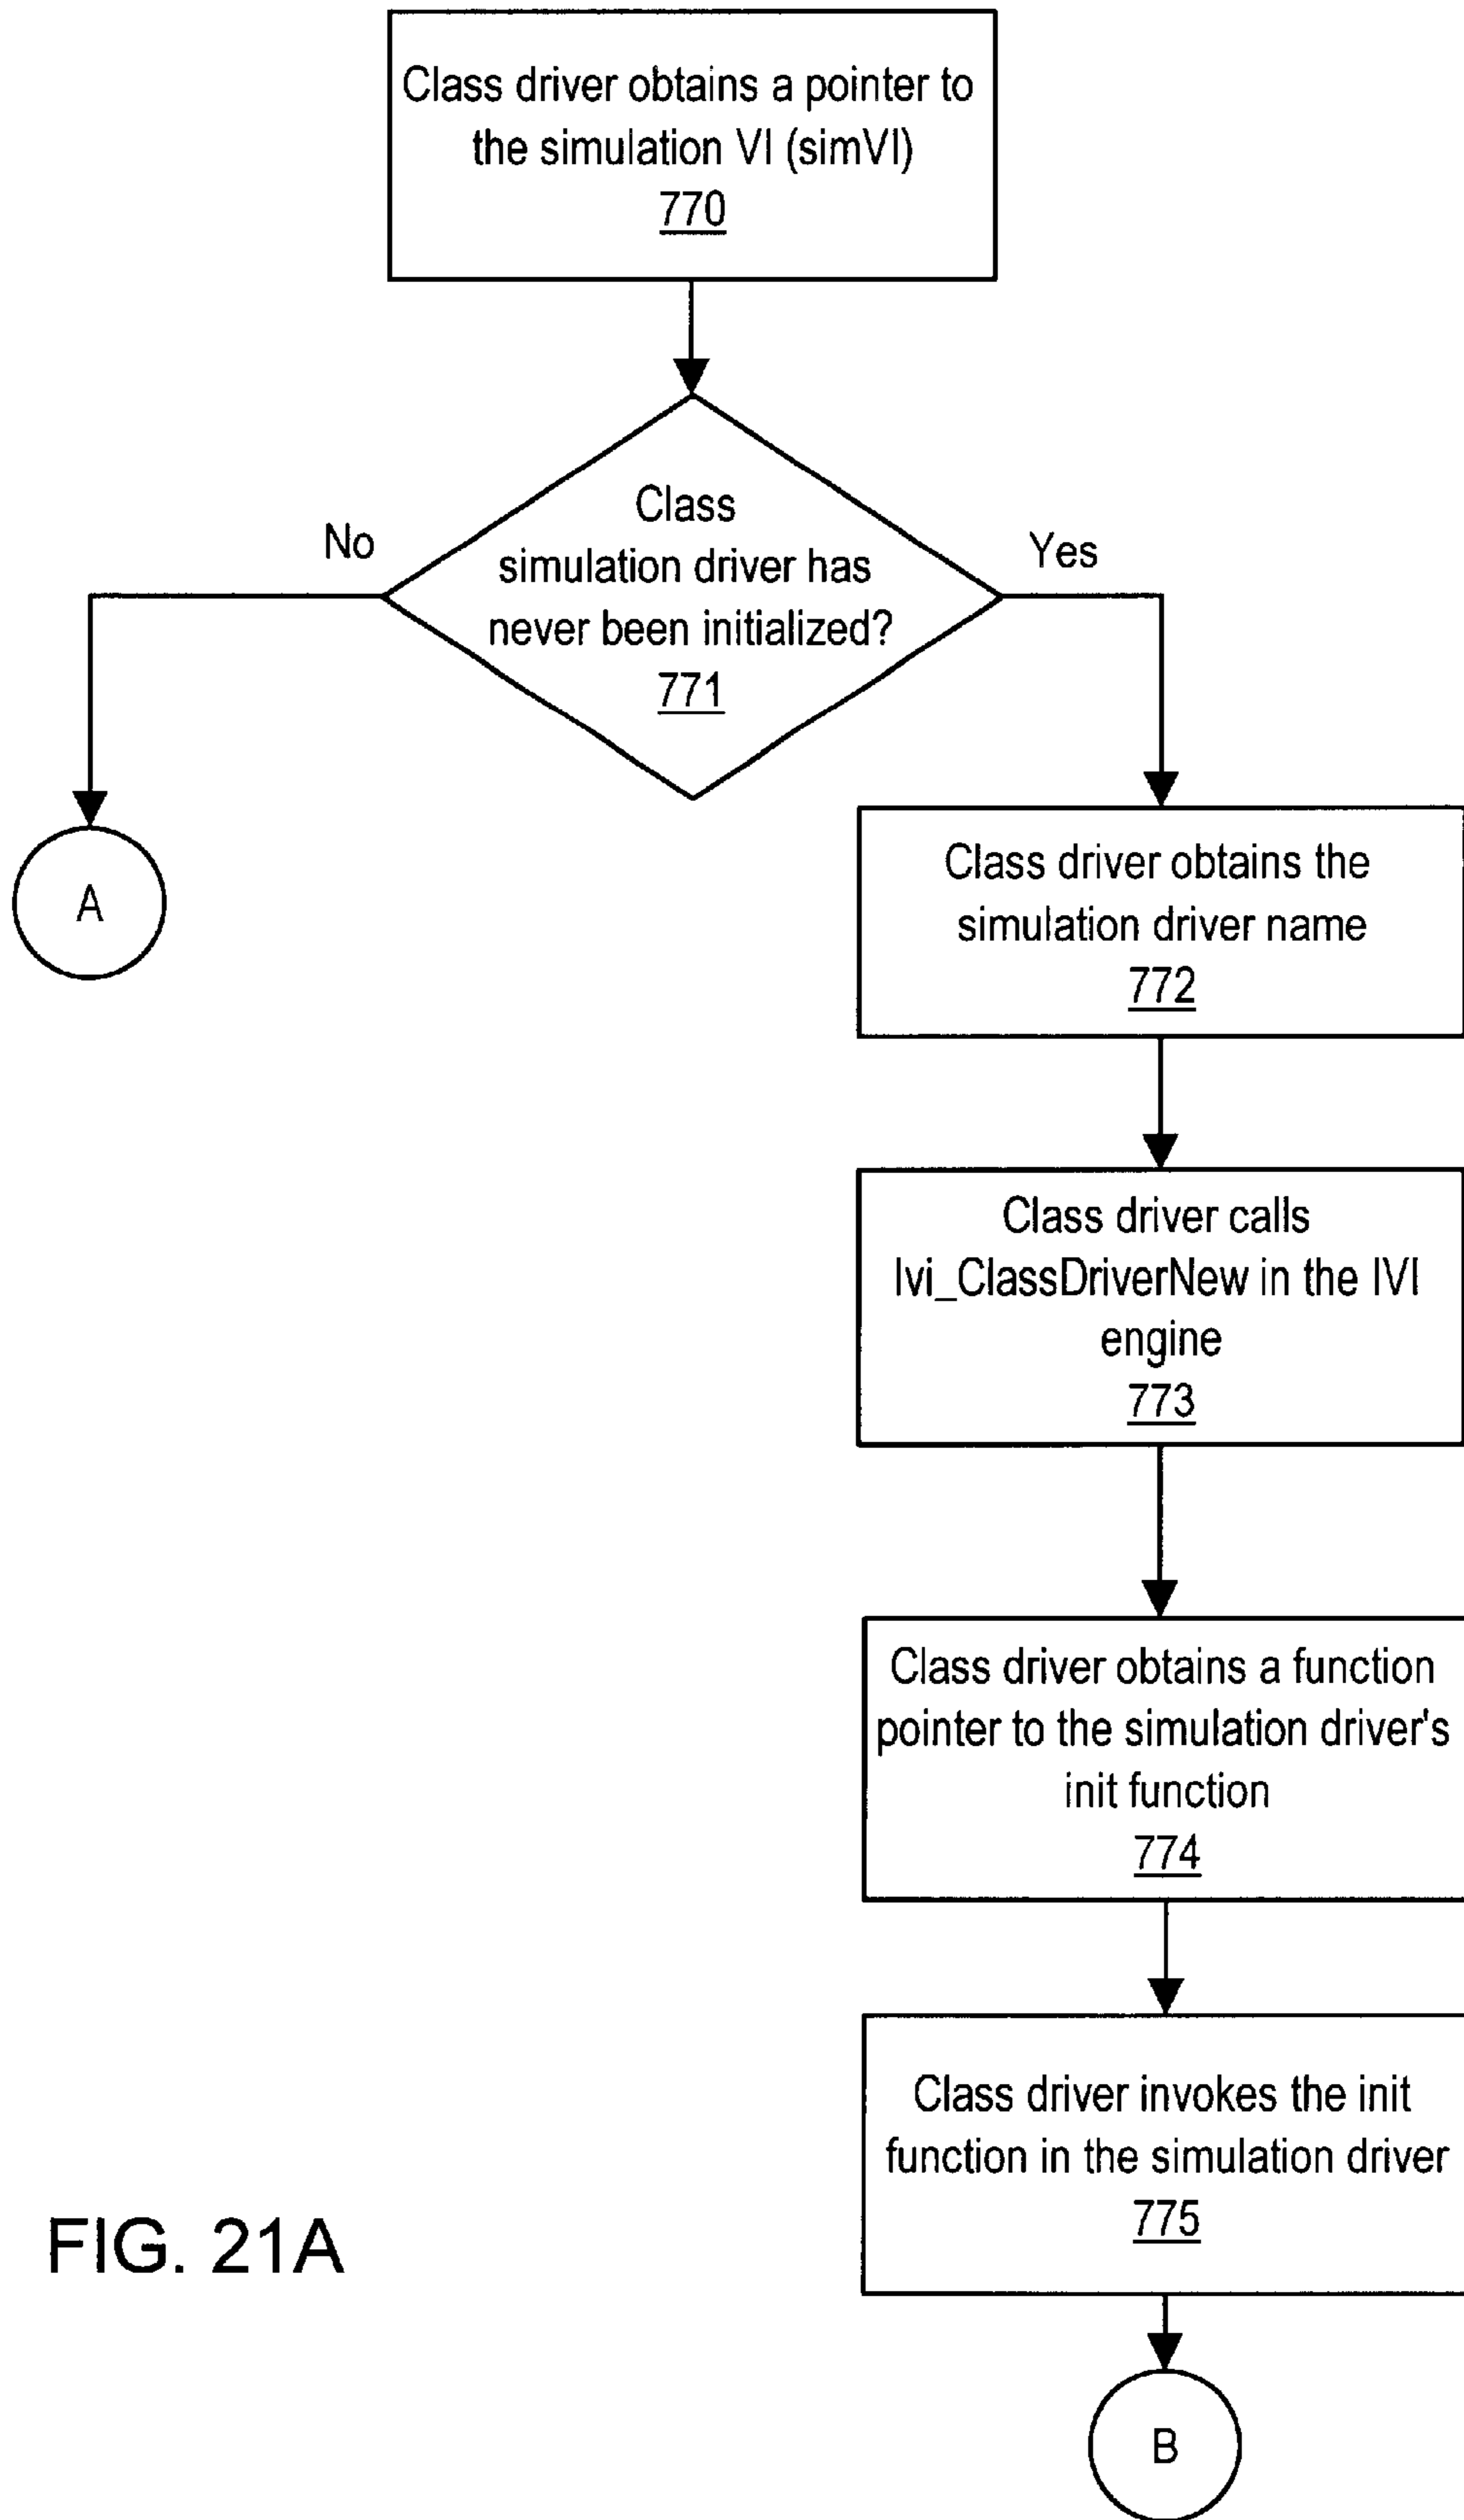 Class driver obtains a pointer to
the simulation VI (simVI)
770
Class
simulation driver has
never been initialized?
771
No
Yes
A
Class driver obtains the
simulation driver name
772
Class driver calls
Ivi_ClassDriverNew in the IVI
engine
773
Class driver obtains a function
pointer to the simulation driver's
init function
774
Class driver invokes the init
function in the simulation driver
775
B
FIG. 21A